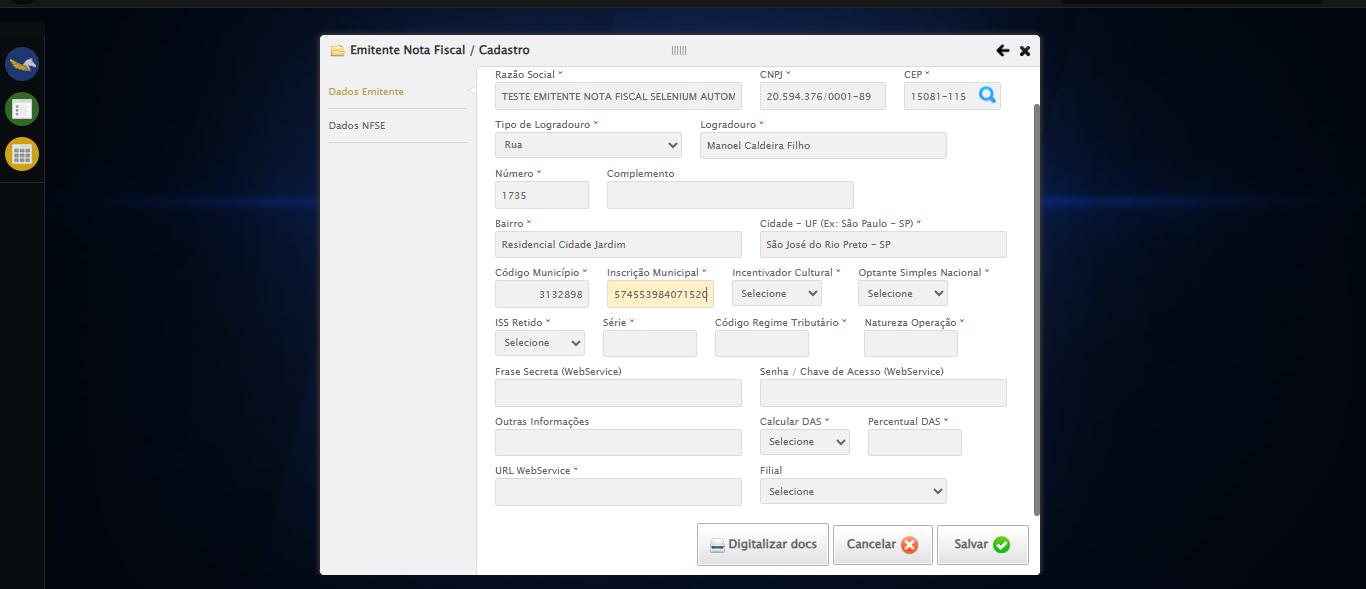 Emitente Nota Fiscal / Cadastro
Dados Emitente
Dados NFSE
Razão Social * CNPJ * CEP *
TESTE EMITENTE NOTA FISCAL SELENIUM AUTOM 20.594.376/0001-89 15081-115
Tipo de Logradouro * Logradouro *
Rua Manoel Caldeira Filho
Número * Complemento
1735
Bairro * Cidade - UF (Ex: São Paulo - SP) *
Residencial Cidade Jardim São José do Rio Preto - SP
Código Município * Inscrição Municipal * Incentivador Cultural * Optante Simples Nacional *
3132898 574553984071520 Selecione Selecione
ISS Retido * Série * Código Regime Tributário * Natureza Operação *
Selecione
Frase Secreta (WebService) Senha / Chave de Acesso (WebService)
Outras Informações Calcular DAS * Percentual DAS *
Selecione
URL WebService * Filial
Selecione
Digitalizar docs Cancelar Salvar